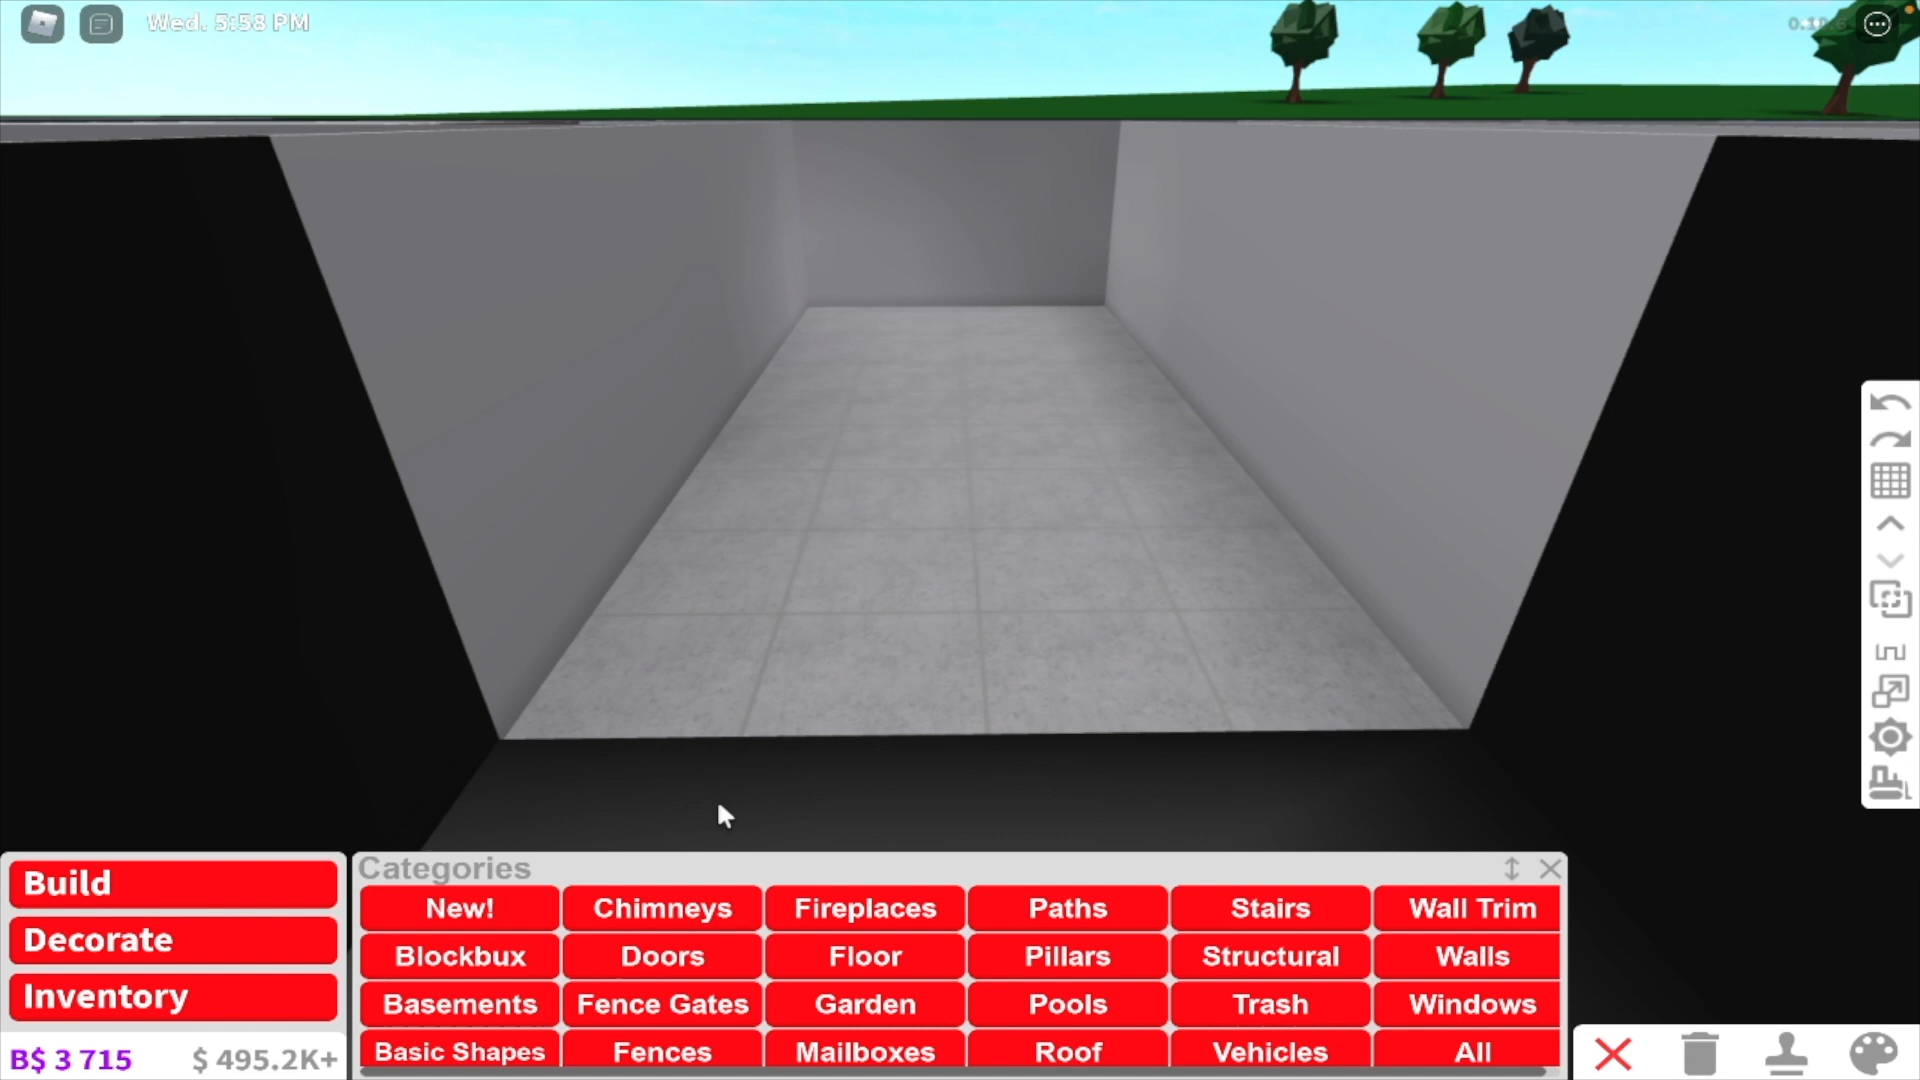 Wed. 5:58 PM
Build
Decorate
Inventory
B$ 3 715 $ 495.2K+
Categories
New! Chimneys Fireplaces Paths Stairs Wall Trim
Blockbux Doors Floor Pillars Structural Walls
Basements Fence Gates Garden Pools Trash Windows
Basic Shapes Fences Mailboxes Roof Vehicles All